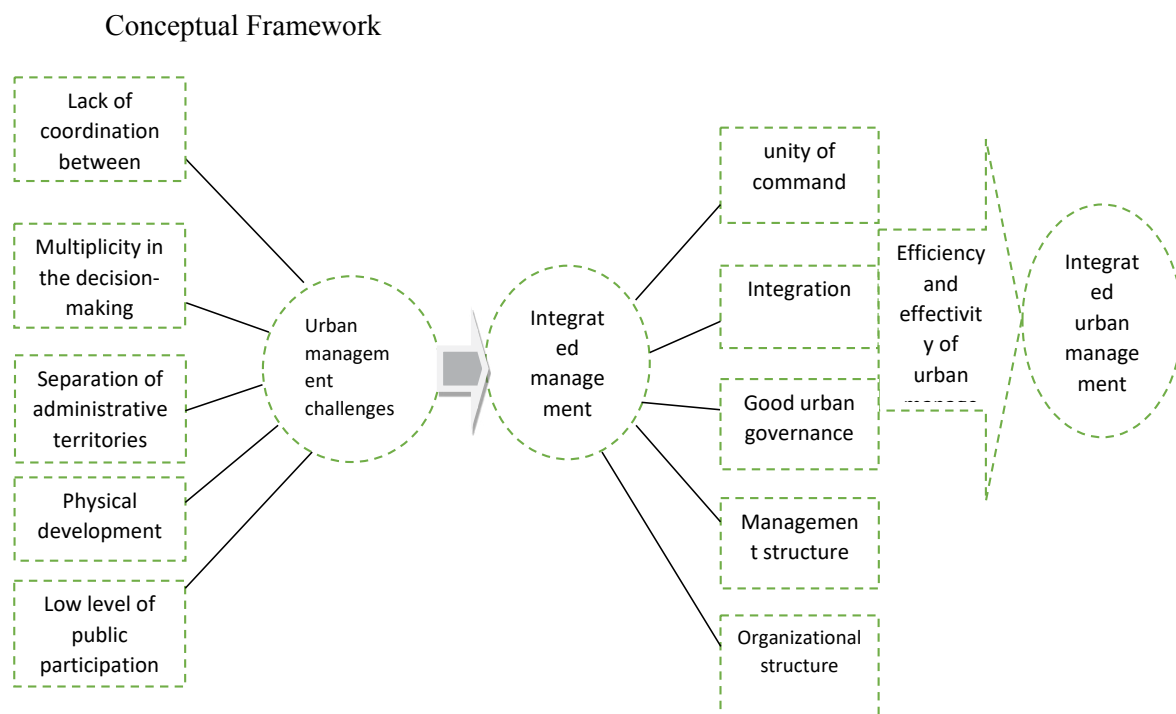 Conceptual Framework
Lack of
coordination
between
Multiplicity in
the decision-
making
Separation of
administrative
territories
Physical
development
Low level of
public
participation
Urban
managem
ent
challenges
Integrat
ed
manage
ment
unity of
command
Integration
Good urban
governance
Managemen
t structure
Organizational
structure
Efficiency
and
effectivit
y of
urban
Integrat
ed
urban
manage
ment